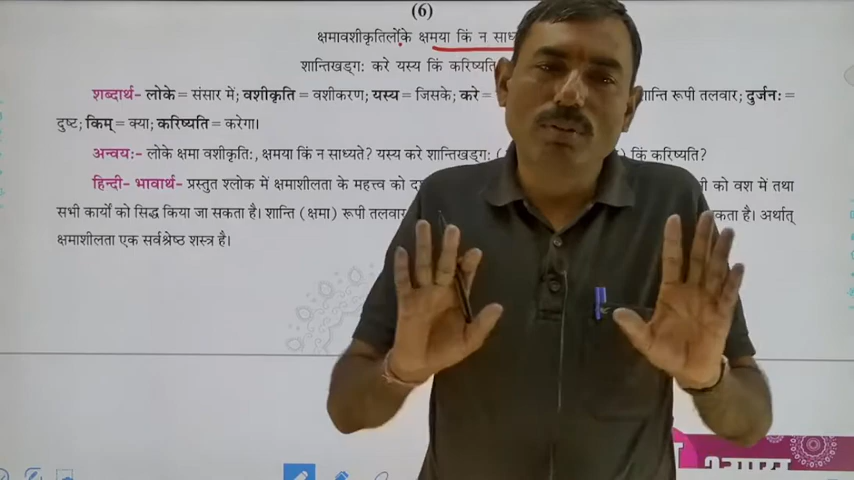 (6)
क्षमावशीकृतिर्लोके क्षमया किं न साध
शान्तिखड्ग: करे यस्य किं करिष्यति
शब्दार्थ- लोके = संसार में; वशीकृति = वशीकरण; यस्य = जिसके; करे = शान्ति रूपी तलवार; दुर्जन: =
दुष्ट; किम् = क्या; करिष्यति = करेगा।
अन्वय:- लोके क्षमा वशीकृति:, क्षमया किं न साध्यते? यस्य करे शान्तिखड्ग: किं करिष्यति?
हिन्दी- भावार्थ- प्रस्तुत श्लोक में क्षमाशीलता के महत्त्व को को वश में तथा
सभी कार्यों को सिद्ध किया जा सकता है। शान्ति (क्षमा) रूपी तलवार सकता है। अर्थात्
क्षमाशीलता एक सर्वश्रेष्ठ शस्त्र है।